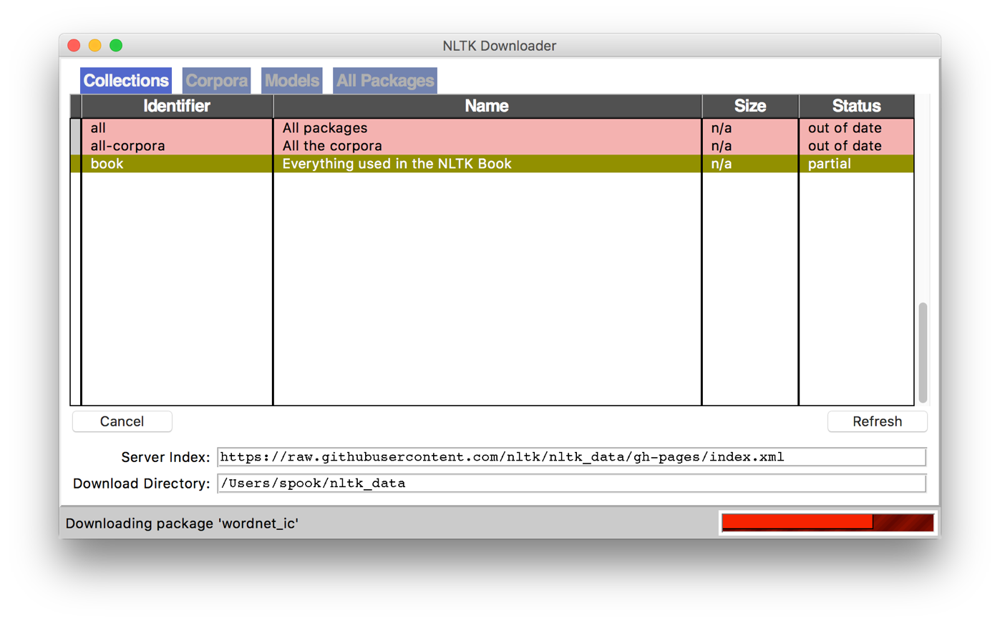 NLTK Downloader
Collections Corpora Models All Packages
Identifier Name Size Status
all All packages n/a out of date
all-corpora All the corpora n/a out of date
book Everything used in the NLTK Book n/a partial
Cancel Refresh
Server Index: https://raw.githubusercontent.com/nltk/nltk_data/gh-pages/index.xml
Download Directory: /Users/spook/nltk_data
Downloading package 'wordnet_ic'